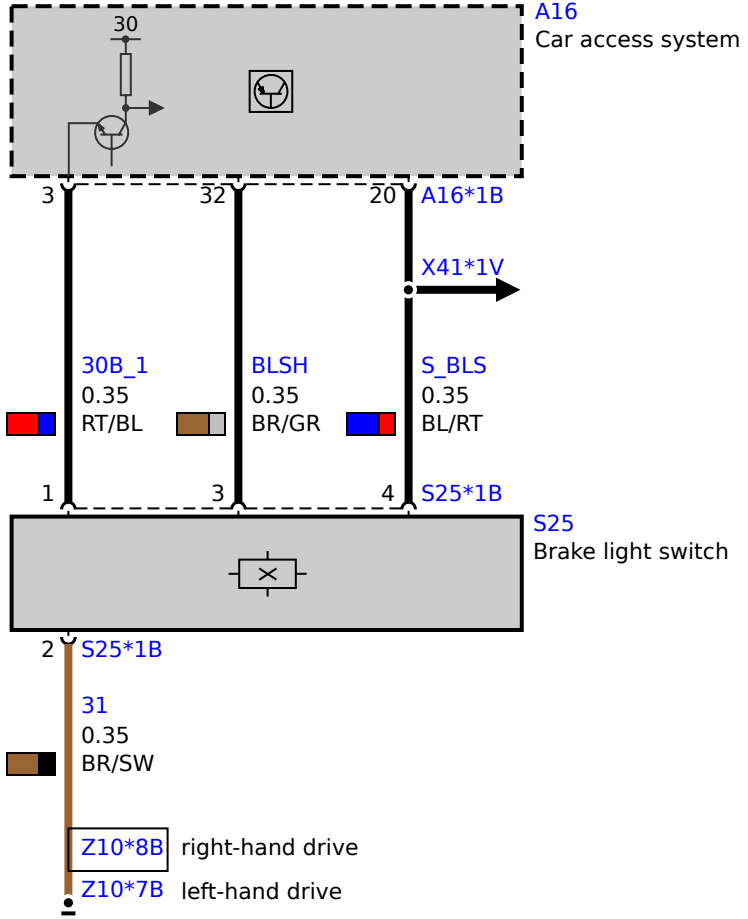 A16
Car access system
30
3
32
20
A16*1B
X41*1V
30B_1
0.35
RT/BL
BLSH
0.35
BR/GR
S_BLS
0.35
BL/RT
1
3
4
S25*1B
S25
Brake light switch
2
S25*1B
31
0.35
BR/SW
Z10*8B right-hand drive
Z10*7B left-hand drive